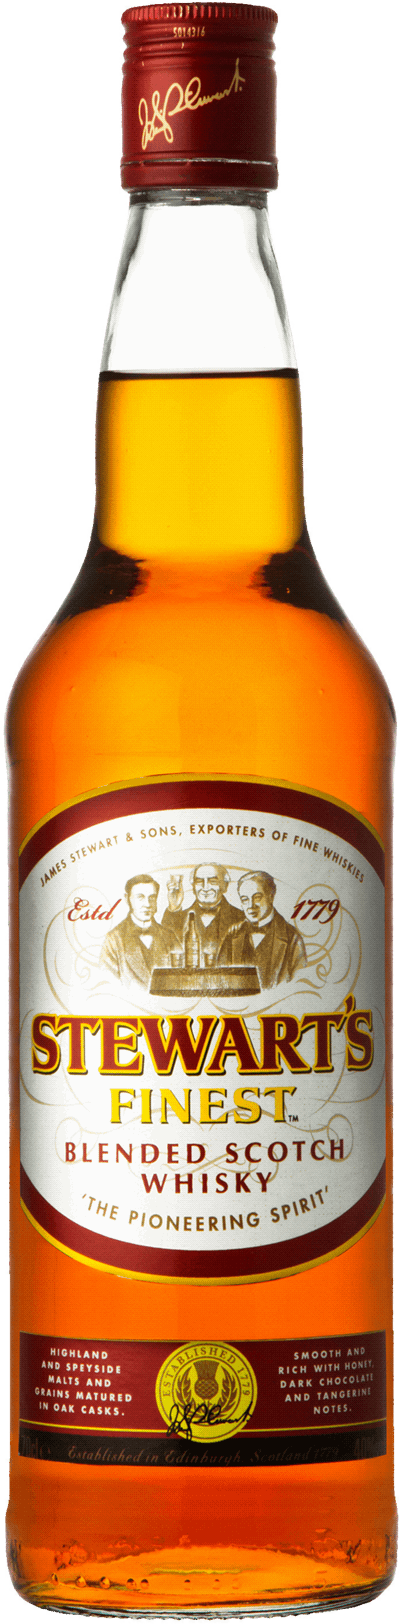 5014316
JAMES STEWART & SONS, EXPORTERS OF FINE WHISKIES
Estd 1779
STEWART'S
FINEST™
BLENDED SCOTCH
WHISKY
'THE PIONEERING SPIRIT'
HIGHLAND
AND SPEYSIDE
MALTS AND
GRAINS MATURED
IN OAK CASKS.
ESTABLISHED 1779
SMOOTH AND
RICH WITH HONEY,
DARK CHOCOLATE
AND TANGERINE
NOTES.
70cl e
Established in Edinburgh, Scotland 1779